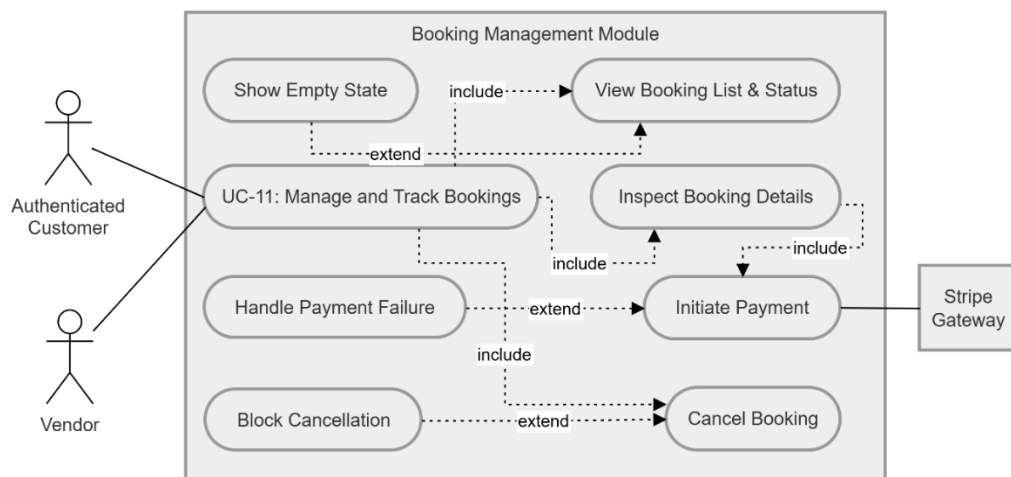 Booking Management Module
Show Empty State
include
View Booking List & Status
extend
Authenticated
Customer
UC-11: Manage and Track Bookings
Inspect Booking Details
include
include
Handle Payment Failure
extend
Initiate Payment
Stripe
Gateway
include
Vendor
Block Cancellation
extend
Cancel Booking